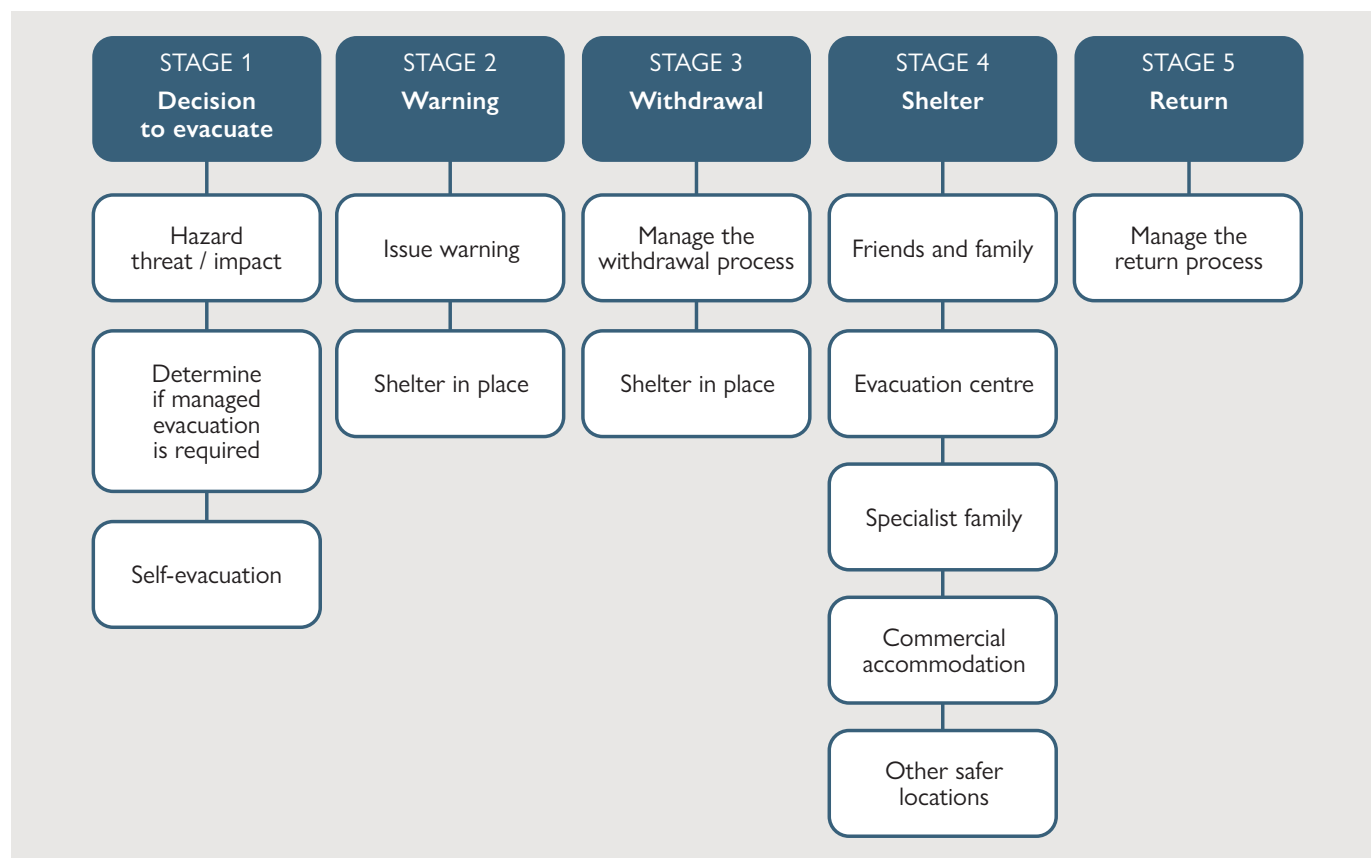 STAGE 1
Decision
to evacuate
Hazard
threat / impact
Determine
if managed
evacuation
is required
Self-evacuation
STAGE 2
Warning
Issue warning
Shelter in place
STAGE 3
Withdrawal
Manage the
withdrawal process
Shelter in place
STAGE 4
Shelter
Friends and family
Evacuation centre
Specialist family
Commercial
accommodation
Other safer
locations
STAGE 5
Return
Manage the
return process